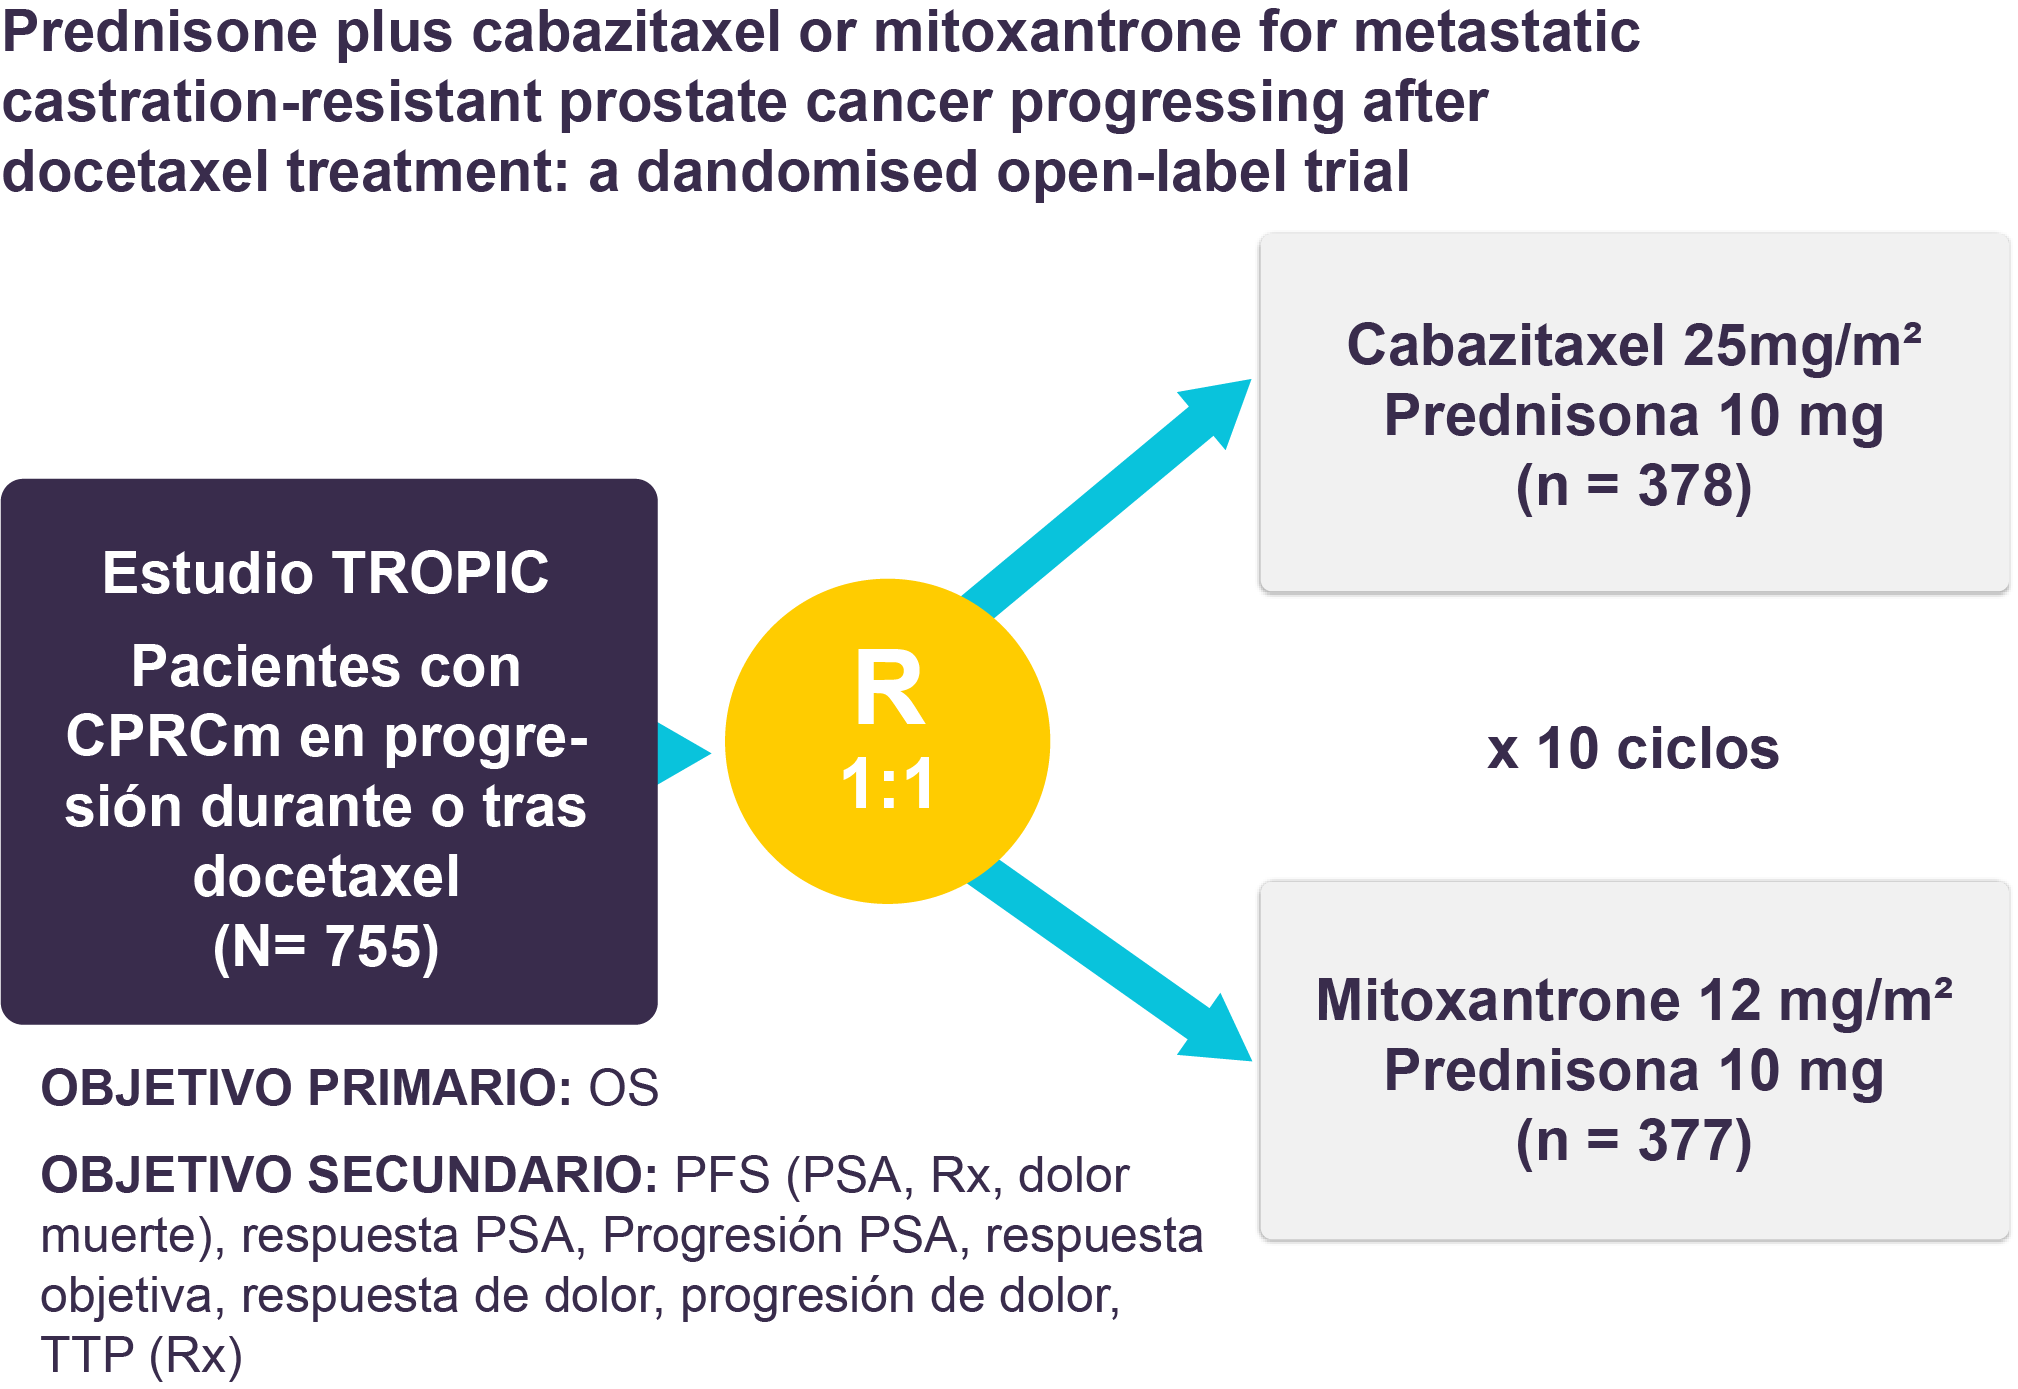 Prednisone plus cabazitaxel or mitoxantrone for metastatic
castration-resistant prostate cancer progressing after
docetaxel treatment: a dandomised open-label trial
Estudio TROPIC
Pacientes con
CPRCm en progre-
sión durante o tras
docetaxel
(N= 755)
R
1:1
Cabazitaxel 25mg/m²
Prednisona 10 mg
(n = 378)
x 10 ciclos
Mitoxantrone 12 mg/m²
Prednisona 10 mg
(n = 377)
OBJETIVO PRIMARIO: OS
OBJETIVO SECUNDARIO: PFS (PSA, Rx, dolor
muerte), respuesta PSA, Progresión PSA, respuesta
objetiva, respuesta de dolor, progresión de dolor,
TTP (Rx)